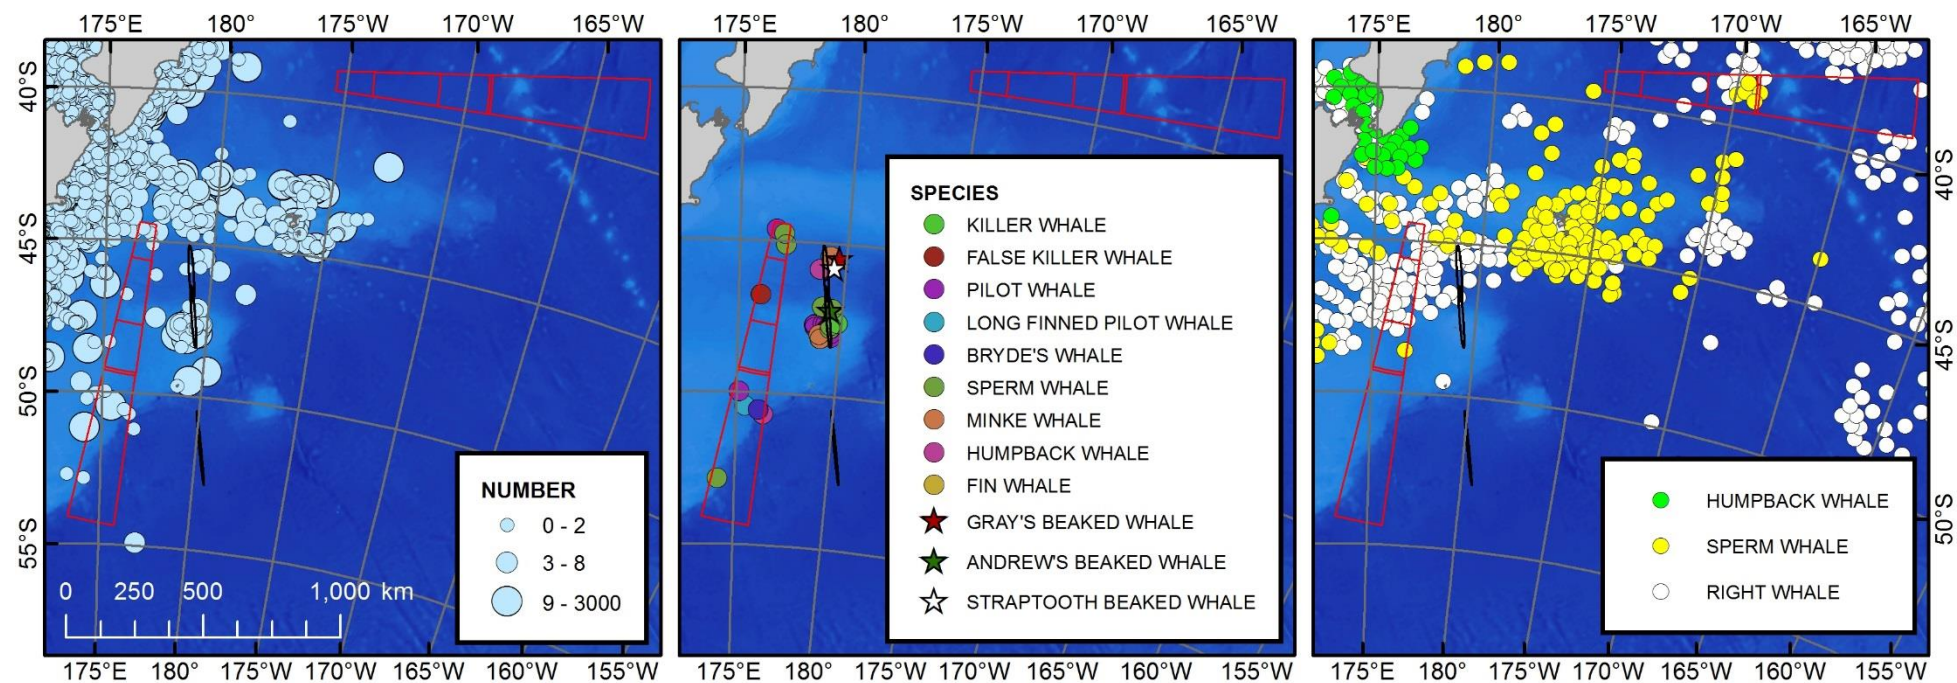 175°E 180° 175°W 170°W 165°W
175°E 180° 175°W 170°W 165°W
175°E 180° 175°W 170°W 165°W
40°S
45°S
50°S
55°S
NUMBER
0 - 2
3 - 8
9 - 3000
0 250 500 1,000 km
SPECIES
KILLER WHALE
FALSE KILLER WHALE
PILOT WHALE
LONG FINNED PILOT WHALE
BRYDE'S WHALE
SPERM WHALE
MINKE WHALE
HUMPBACK WHALE
FIN WHALE
GRAY'S BEAKED WHALE
ANDREW'S BEAKED WHALE
STRAPTOOTH BEAKED WHALE
HUMPBACK WHALE
SPERM WHALE
RIGHT WHALE
40°S
45°S
50°S
175°E 180° 175°W 170°W 165°W 160°W 155°W
175°E 180° 175°W 170°W 165°W 160°W 155°W
175°E 180° 175°W 170°W 165°W 160°W 155°W